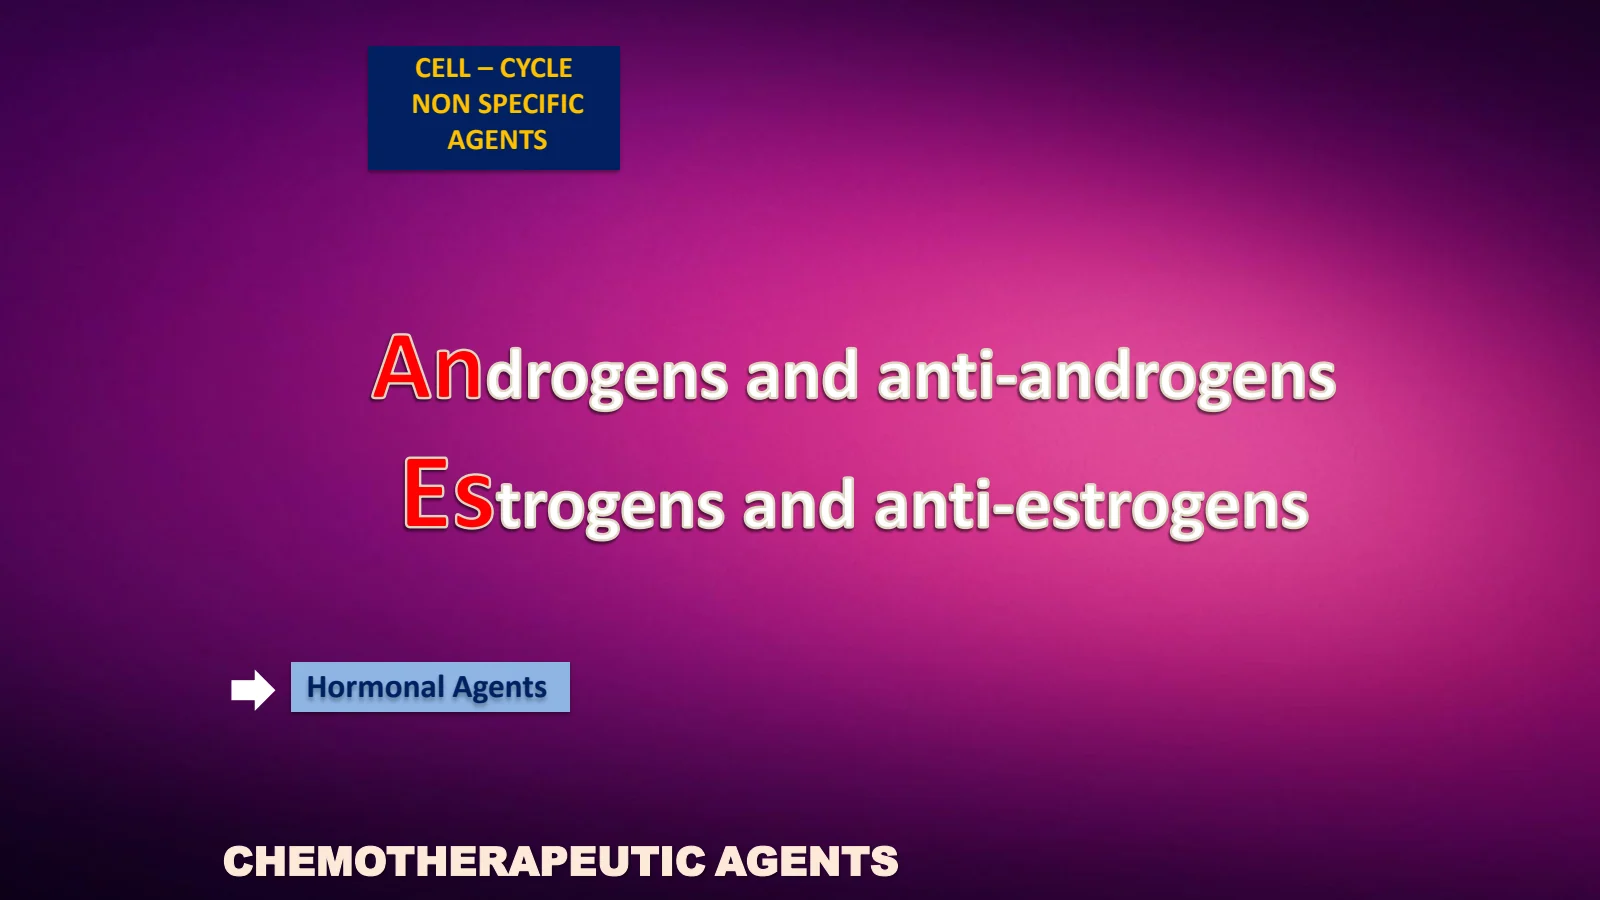 CELL – CYCLE
NON SPECIFIC
AGENTS
Androgens and anti-androgens
Estrogens and anti-estrogens
Hormonal Agents
CHEMOTHERAPEUTIC AGENTS